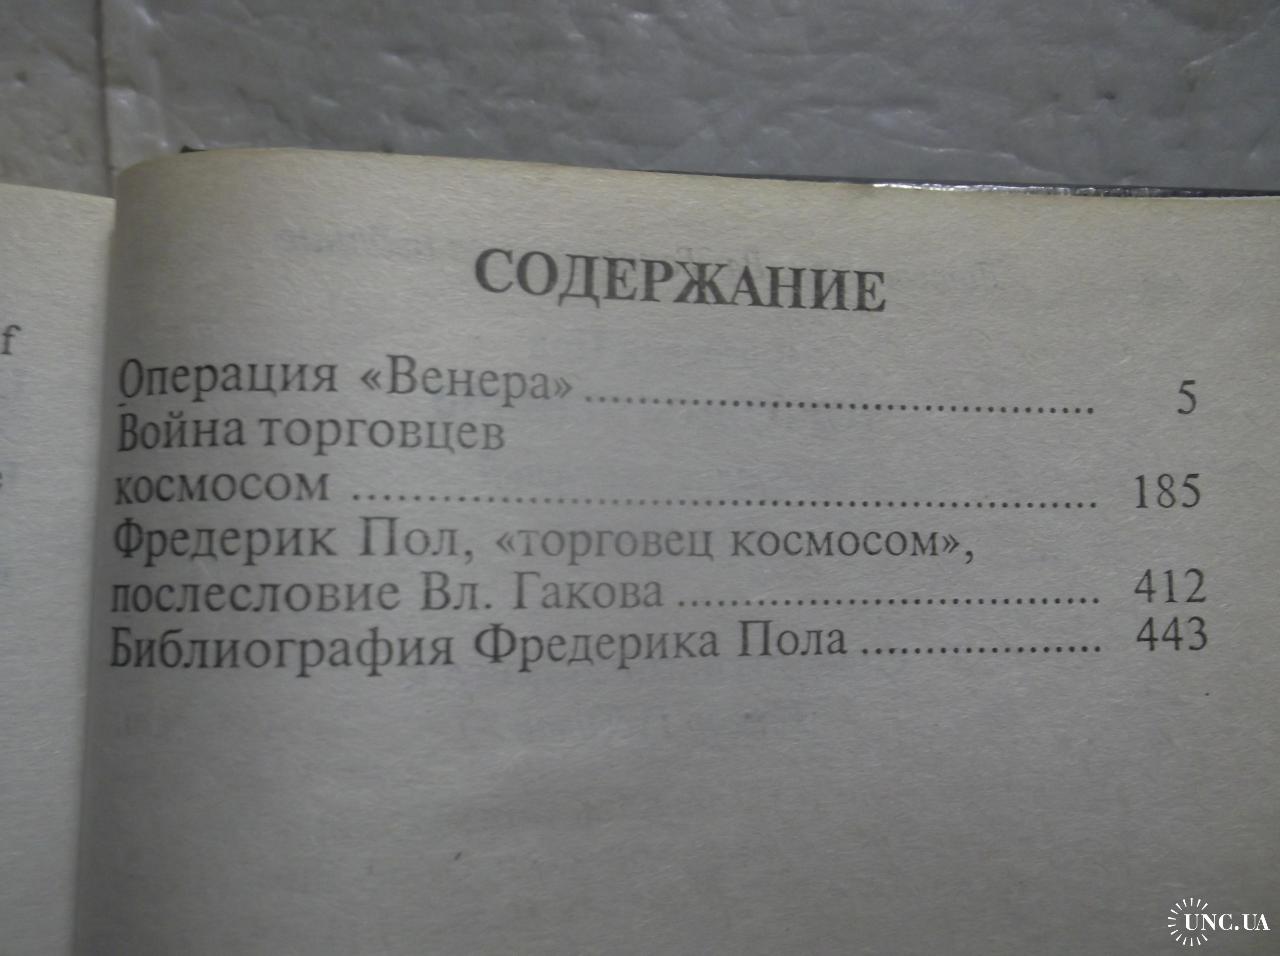 СОДЕРЖАНИЕ
Операция «Венера» ........................................ 5
Война торговцев
космосом ............................................................ 185
Фредерик Пол, «торговец космосом»,
послесловие Вл. Гакова ................................. 412
Библиография Фредерика Пола ................... 443
f
UNC.UA